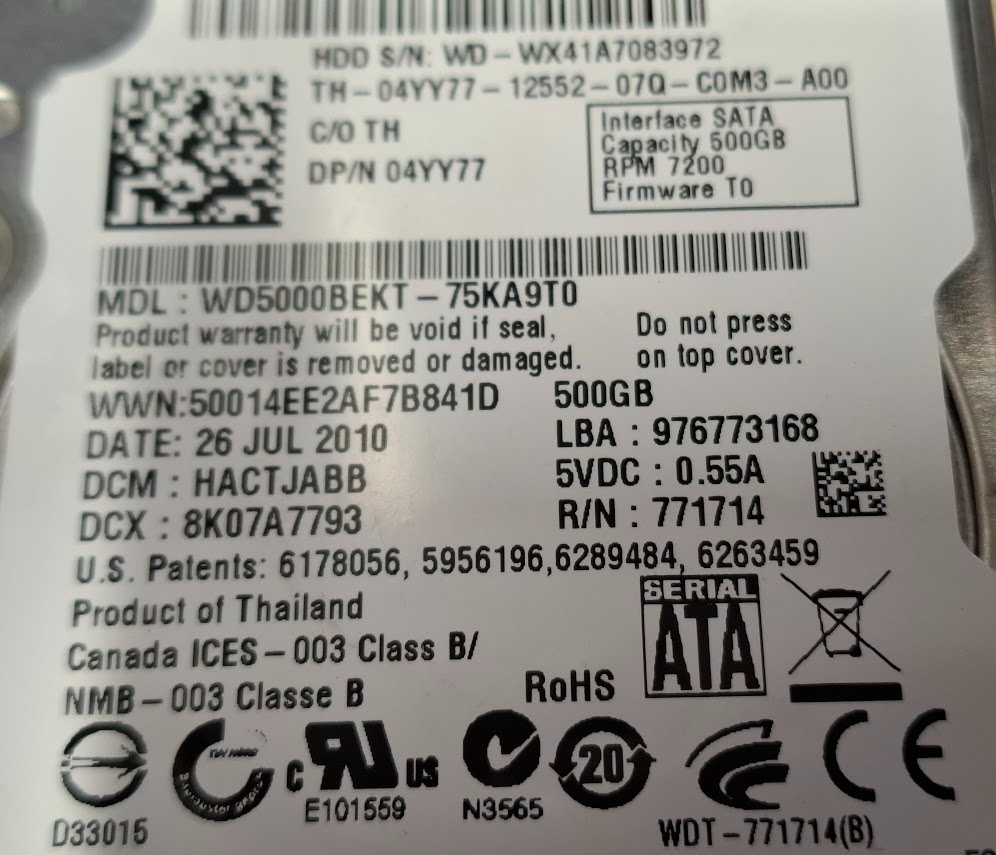 HDD S/N: WD-WX41A7083972
TH-04YY77-12552-07Q-C0M3-A00
C/O TH
DP/N 04YY77
Interface SATA
Capacity 500GB
RPM 7200
Firmware T0
MDL : WD5000BEKT-75KA9T0
Product warranty will be void if seal,
label or cover is removed or damaged.
Do not press
on top cover.
WWN:50014EE2AF7B841D
500GB
DATE: 26 JUL 2010
LBA : 976773168
DCM : HACTJABB
5VDC : 0.55A
DCX : 8K07A7793
R/N : 771714
U.S. Patents: 6178056, 5956196,6289484, 6263459
Product of Thailand
Canada ICES-003 Class B/
NMB-003 Classe B
RoHS
SERIAL
ATA
20
C
US
CE
D33015
E101559
N3565
WDT-771714(B)